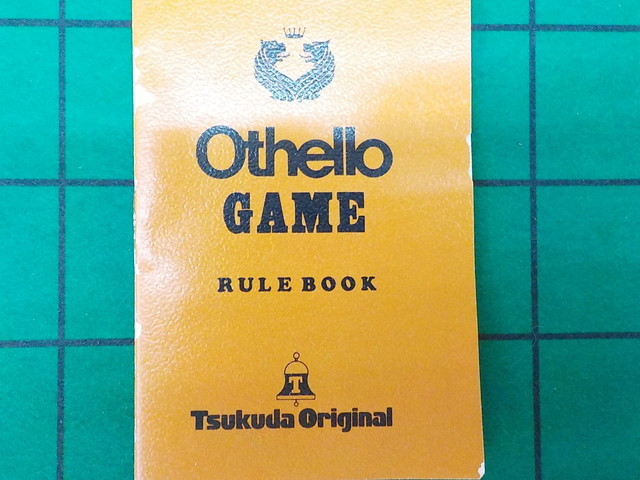 Othello
GAME
RULE BOOK
T
Tsukuda Original